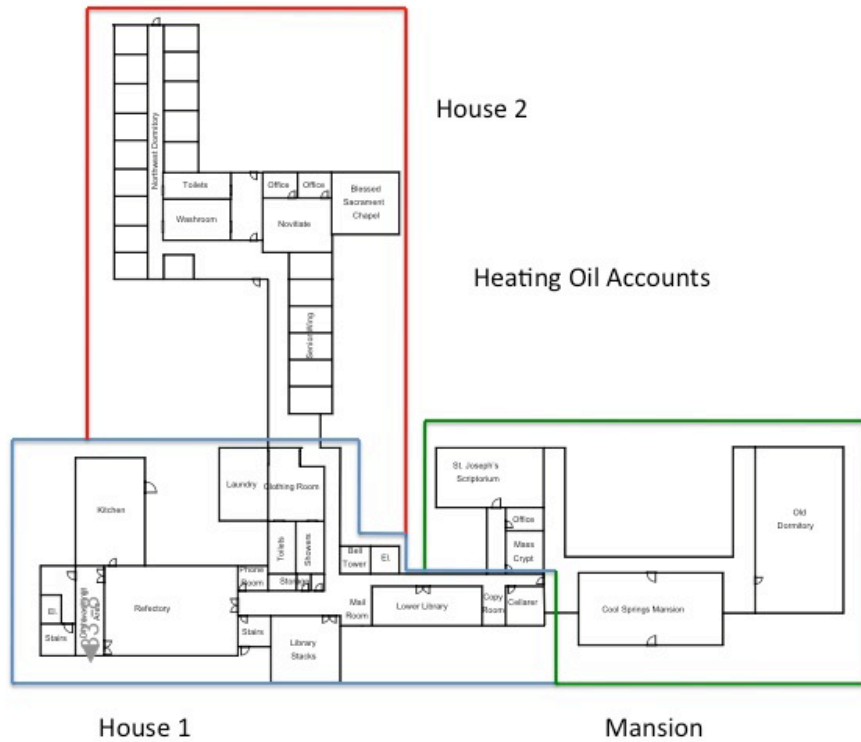 House 2
Northwest Dormitory
Toilets
Office
Office
Blessed
Sacrament
Chapel
Washroom
Novitiate
Heating Oil Accounts
Senior Wing
Laundry
Clothing Room
St. Joseph's
Scriptorium
Kitchen
Office
Old
Dormitory
Toilets
Showers
Bell
Tower
El.
Mass
Crypt
Phone
Room
Storage
El.
Refectory
Mail
Room
Lower Library
Copy
Room
Cellarer
Cool Springs Mansion
Stairs
Stairs
Library
Stacks
House 1
Mansion